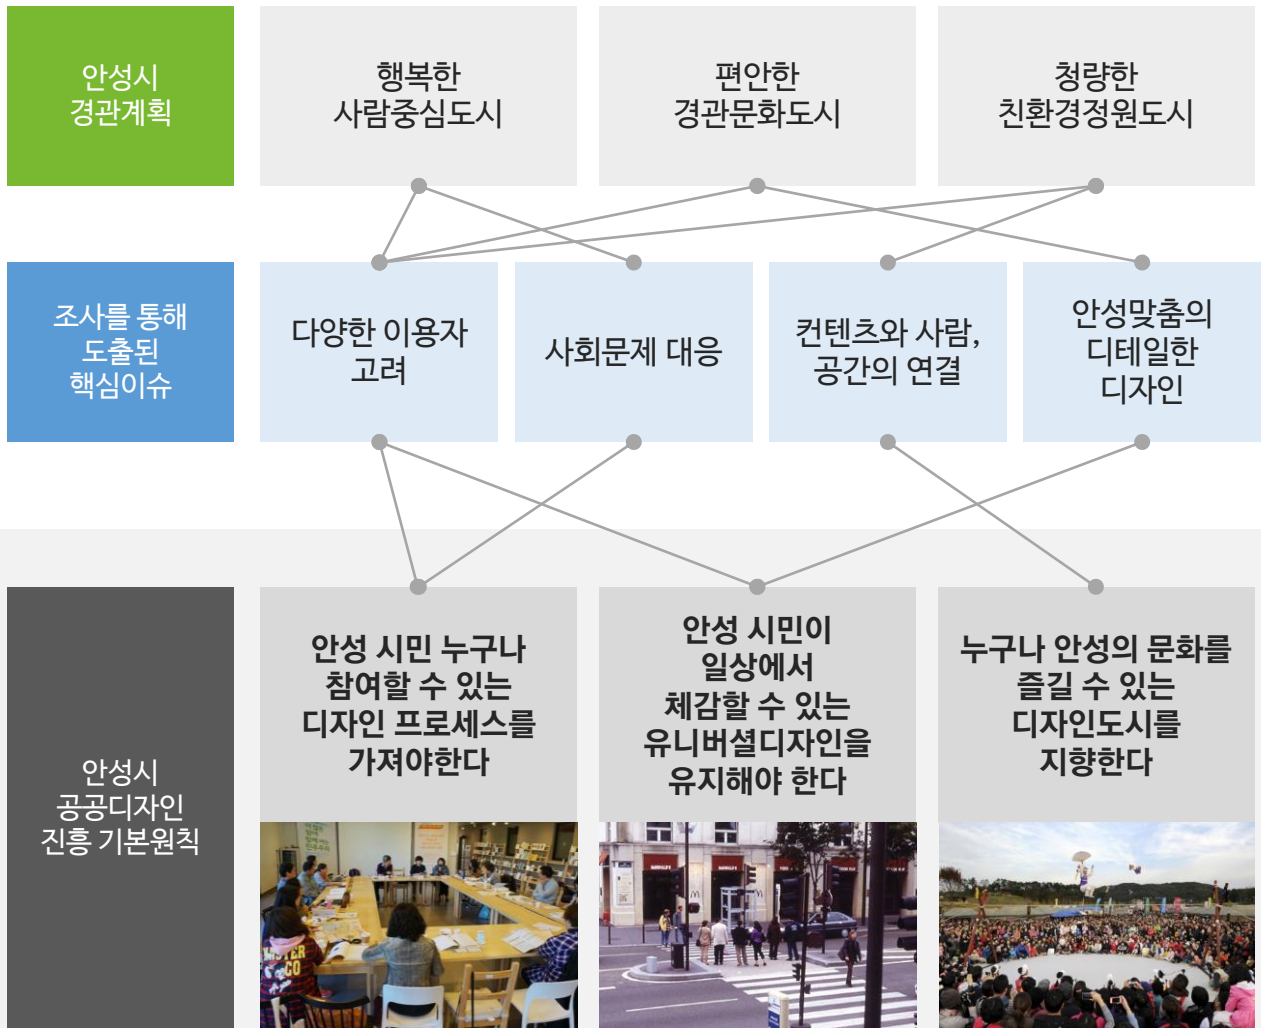 안성시
경관계획
행복한
사람중심도시
편안한
경관문화도시
청량한
친환경정원도시
조사를 통해
도출된
핵심이슈
다양한 이용자
고려
사회문제 대응
컨텐츠와 사람,
공간의 연결
안성맞춤의
디테일한
디자인
안성시
공공디자인
진흥 기본원칙
안성 시민 누구나
참여할 수 있는
디자인 프로세스를
가져야한다
안성 시민이
일상에서
체감할 수 있는
유니버셜디자인을
유지해야 한다
누구나 안성의 문화를
즐길 수 있는
디자인도시를
지향한다